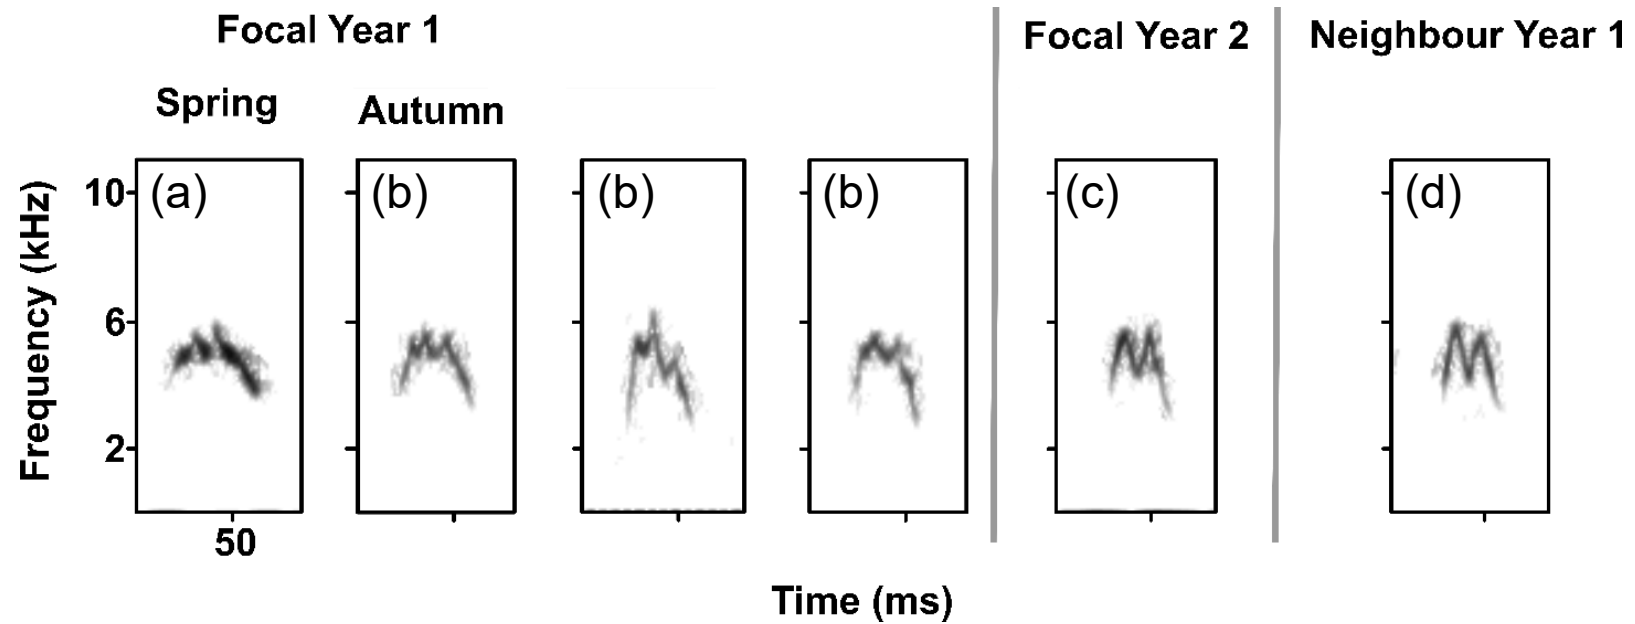 Focal Year 1
Focal Year 2
Neighbour Year 1
Spring
Autumn
(a)
(b)
(b)
(b)
(c)
(d)
10
6
2
Frequency (kHz)
50
Time (ms)